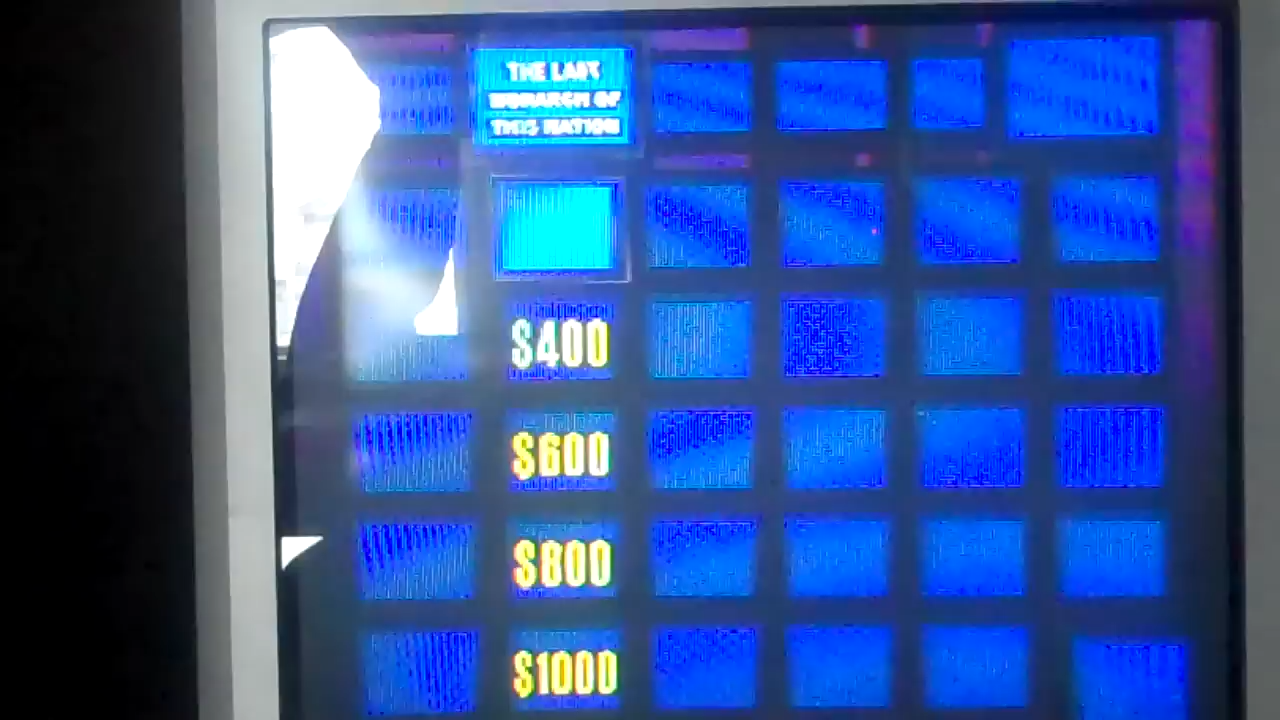 THE LAST
MONARCH OF
THIS NATION
$400
$600
$800
$1000